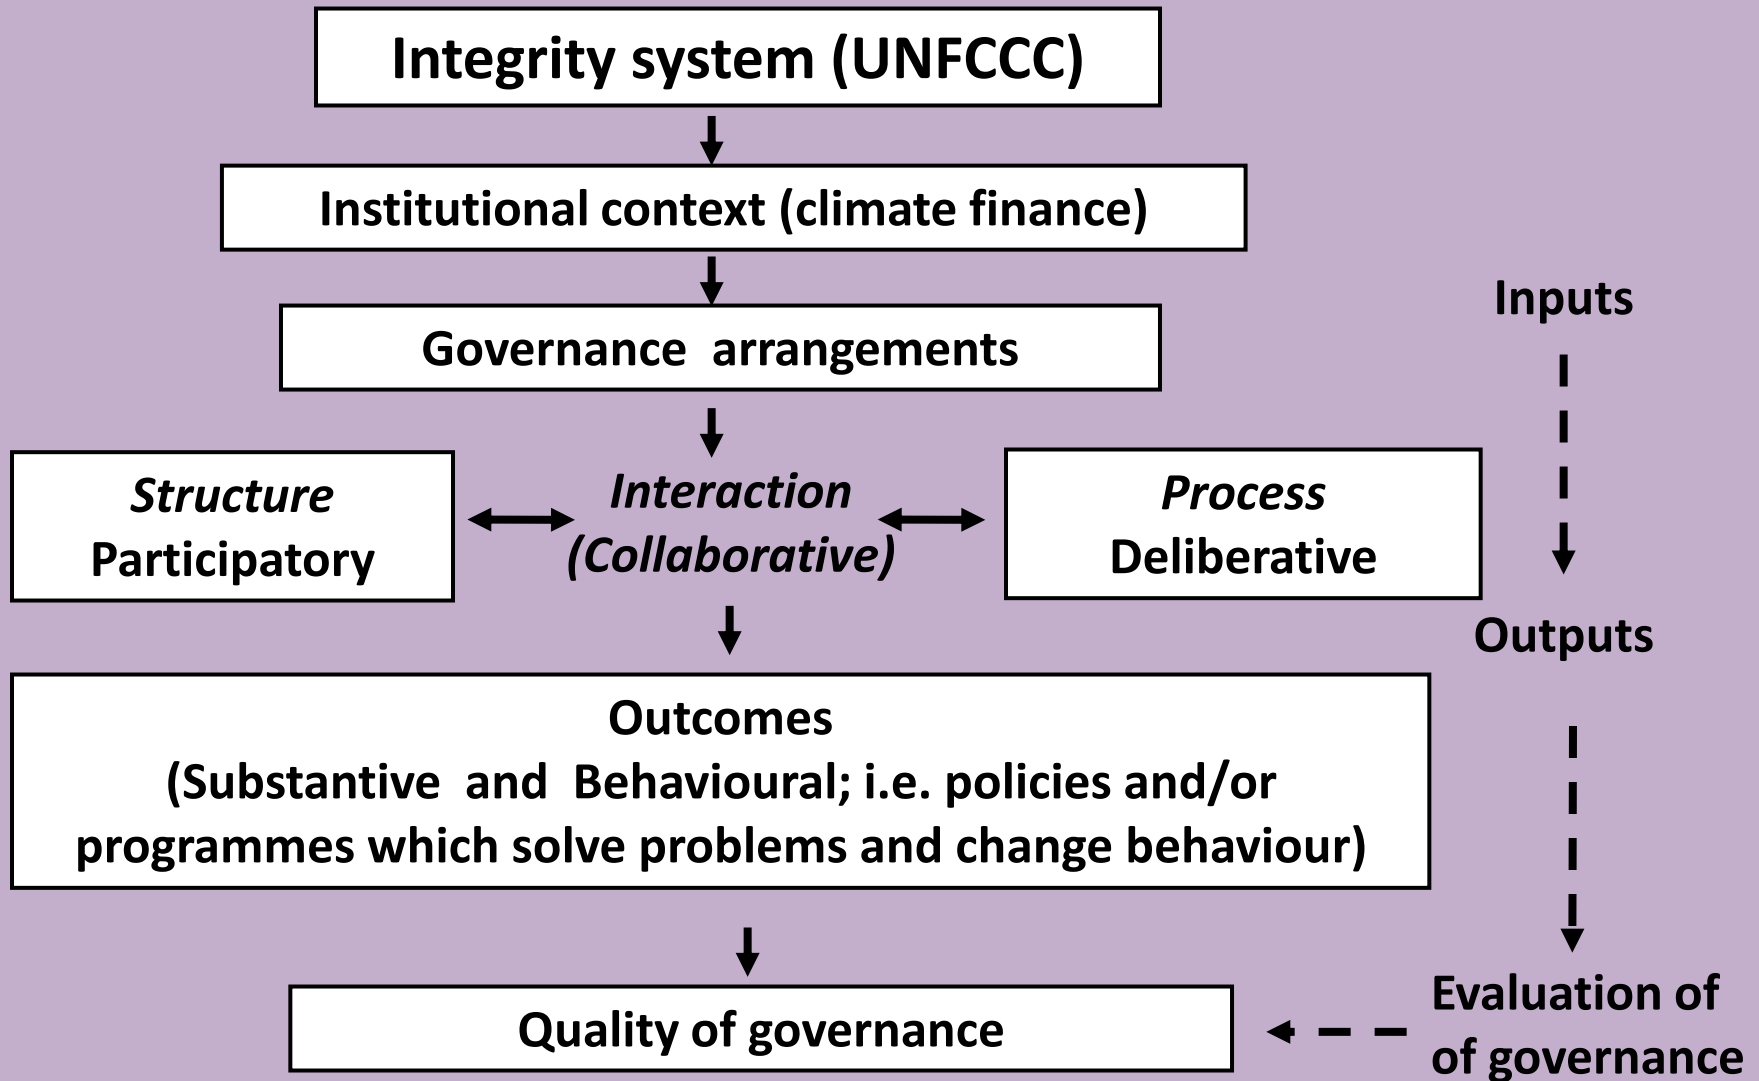 Integrity system (UNFCCC)
Institutional context (climate finance)
Governance arrangements
Structure
Participatory
Interaction
(Collaborative)
Process
Deliberative
Outcomes
(Substantive and Behavioural; i.e. policies and/or
programmes which solve problems and change behaviour)
Quality of governance
Inputs
Outputs
Evaluation of
of governance